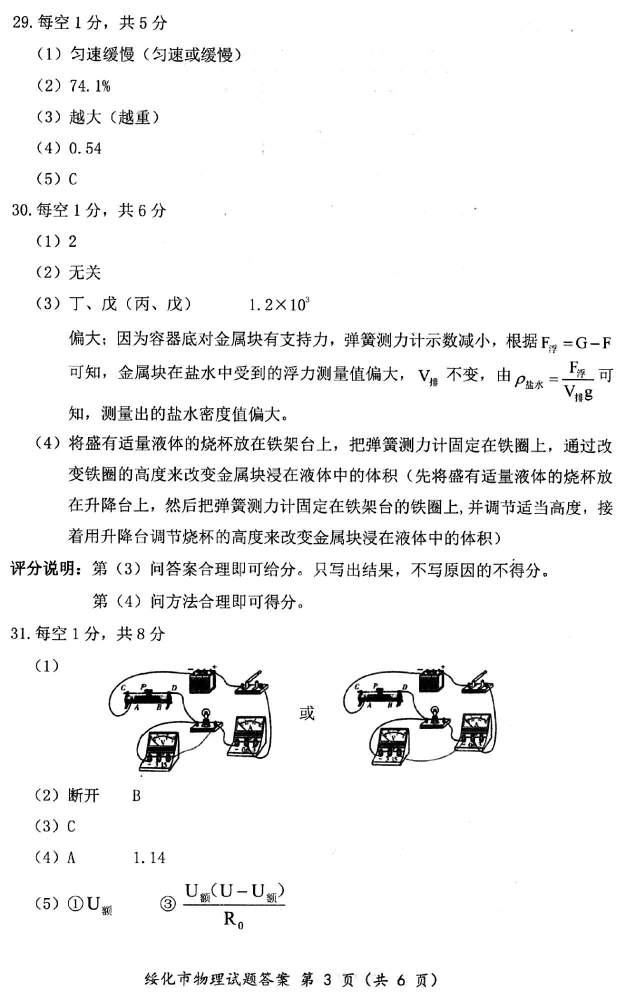 29. 每空 1 分，共 5 分
（1）匀速缓慢（匀速或缓慢）
（2）74.1%
（3）越大（越重）
（4）0.54
（5）C
30. 每空 1 分，共 6 分
（1）2
（2）无关
（3）丁、戊（丙、戊） 1.2×10³
偏大；因为容器底对金属块有支持力，弹簧测力计示数减小，根据F浮=G−F
可知，金属块在盐水中受到的浮力测量值偏大，V排 不变，由 ρ盐水=F浮/V排g 可
知，测量出的盐水密度值偏大。
（4）将盛有适量液体的烧杯放在铁架台上，把弹簧测力计固定在铁圈上，通过改
变铁圈的高度来改变金属块浸在液体中的体积（先将盛有适量液体的烧杯放
在升降台上，然后把弹簧测力计固定在铁架台的铁圈上,并调节适当高度，接
着用升降台调节烧杯的高度来改变金属块浸在液体中的体积）
评分说明：第（3）问答案合理即可给分。只写出结果，不写原因的不得分。
第（4）问方法合理即可得分。
31. 每空 1 分，共 8 分
（1）
− +
C P D
A B
A
V
− 3 15
或
− +
C P D
A B
A
V
− 3 15
（2）断开 B
（3）C
（4）A 1.14
（5）①U额 ③ U额(U−U额)/R₀
绥化市物理试题答案 第 3 页（共 6 页）